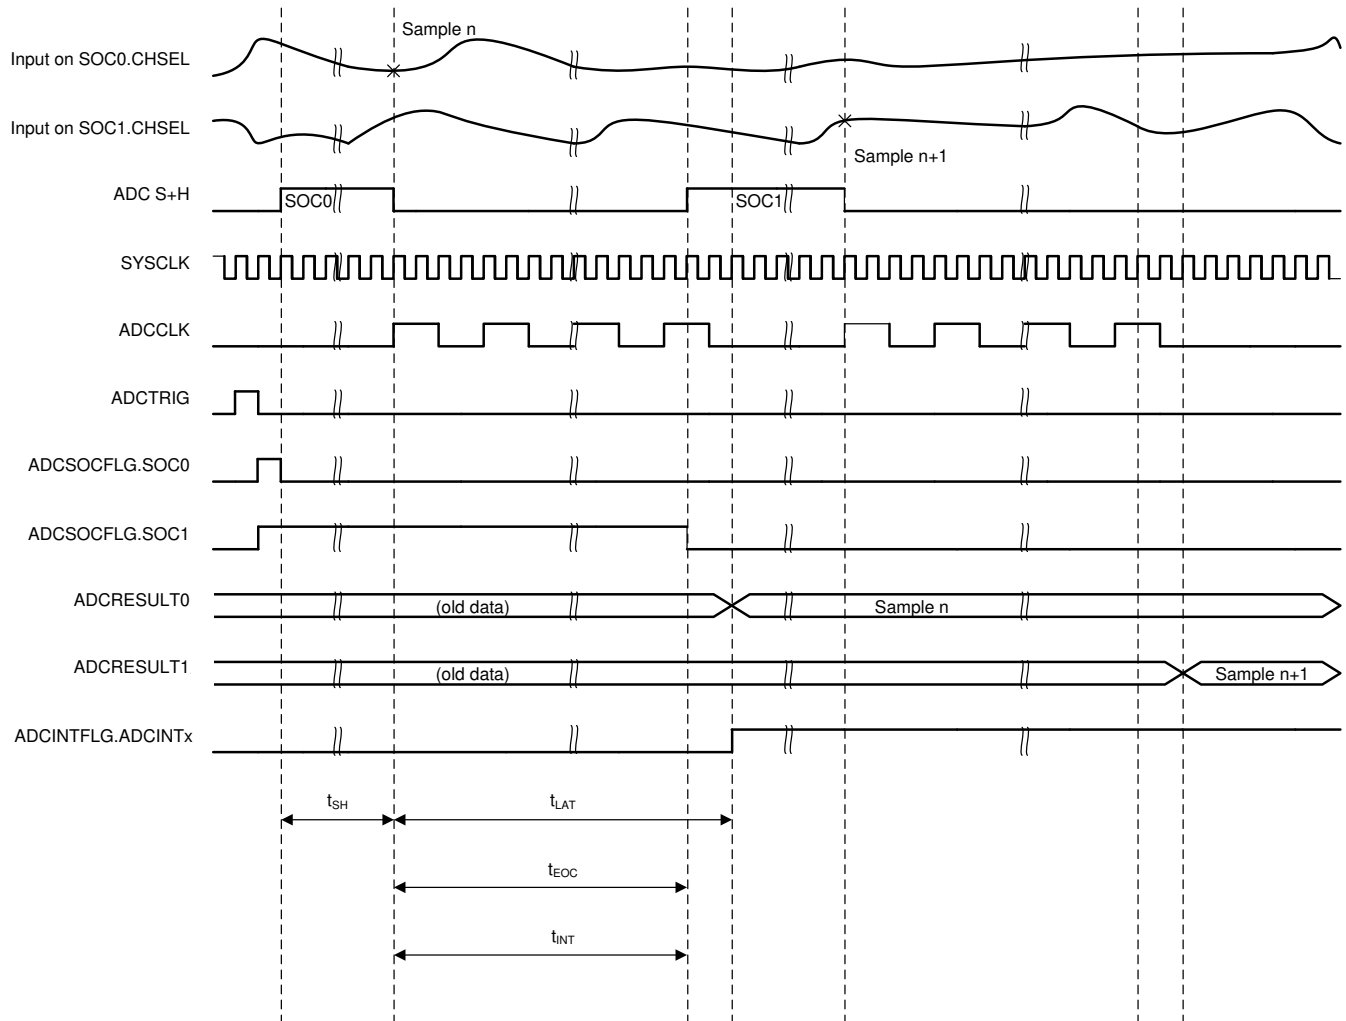 Sample n
Input on SOC0.CHSEL
Input on SOC1.CHSEL
Sample n+1
ADC S+H
SOC0
SOC1
SYSCLK
ADCCLK
ADCTRIG
ADCSOCFLG.SOC0
ADCSOCFLG.SOC1
ADCRESULT0
(old data)
Sample n
ADCRESULT1
(old data)
Sample n+1
ADCINTFLG.ADCINTx
tSH
tLAT
tEOC
tINT